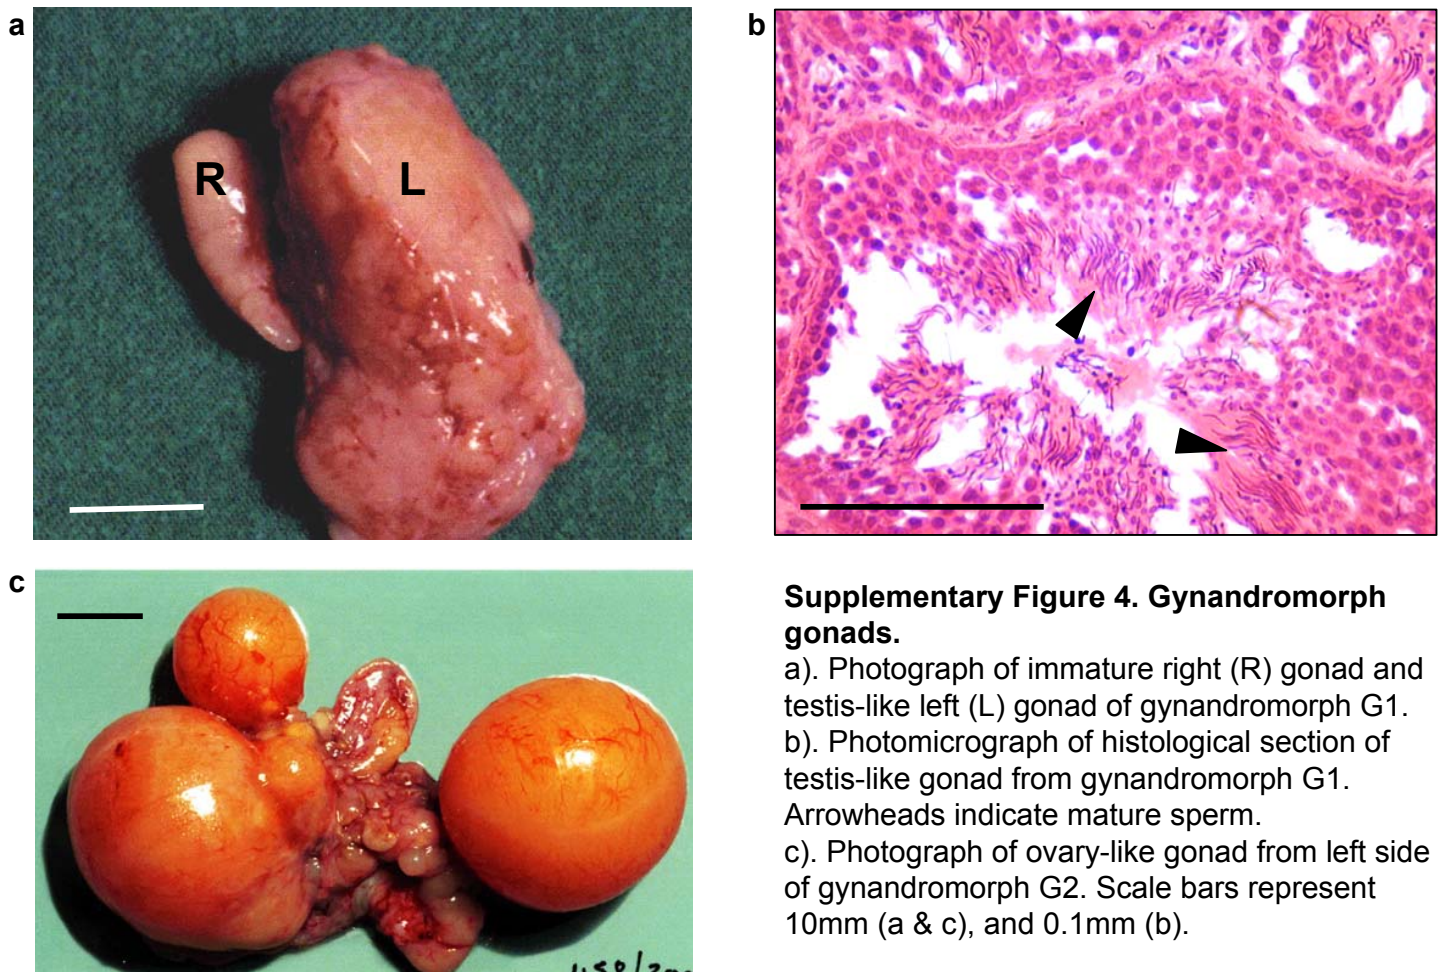 a
b
R
L
c
Supplementary Figure 4. Gynandromorph
gonads.
a). Photograph of immature right (R) gonad and
testis-like left (L) gonad of gynandromorph G1.
b). Photomicrograph of histological section of
testis-like gonad from gynandromorph G1.
Arrowheads indicate mature sperm.
c). Photograph of ovary-like gonad from left side
of gynandromorph G2. Scale bars represent
10mm (a & c), and 0.1mm (b).